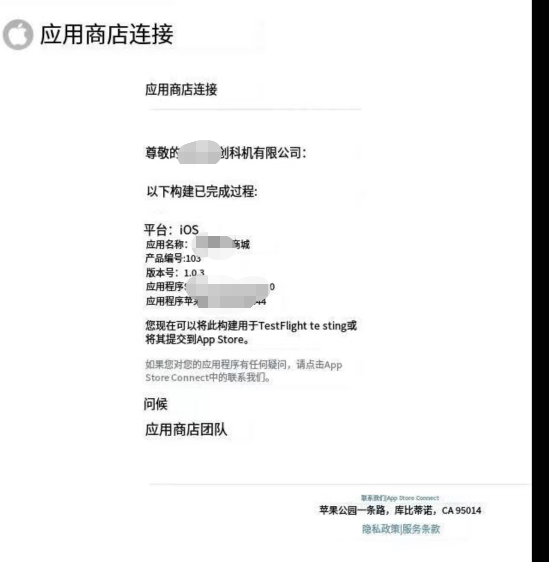 应用商店连接
应用商店连接
尊敬的 创科机有限公司：
以下构建已完成过程:
平台：iOS
应用名称： 商城
产品编号:103
版本号：1.0.3
应用程序 0
应用程序苹 44
您现在可以将此构建用于TestFlight te sting或
将其提交到App Store。
如果您对您的应用程序有任何疑问，请点击App
Store Connect中的联系我们。
问候
应用商店团队
联系我们|App Store Connect
苹果公园一条路，库比蒂诺，CA 95014
隐私政策|服务条款